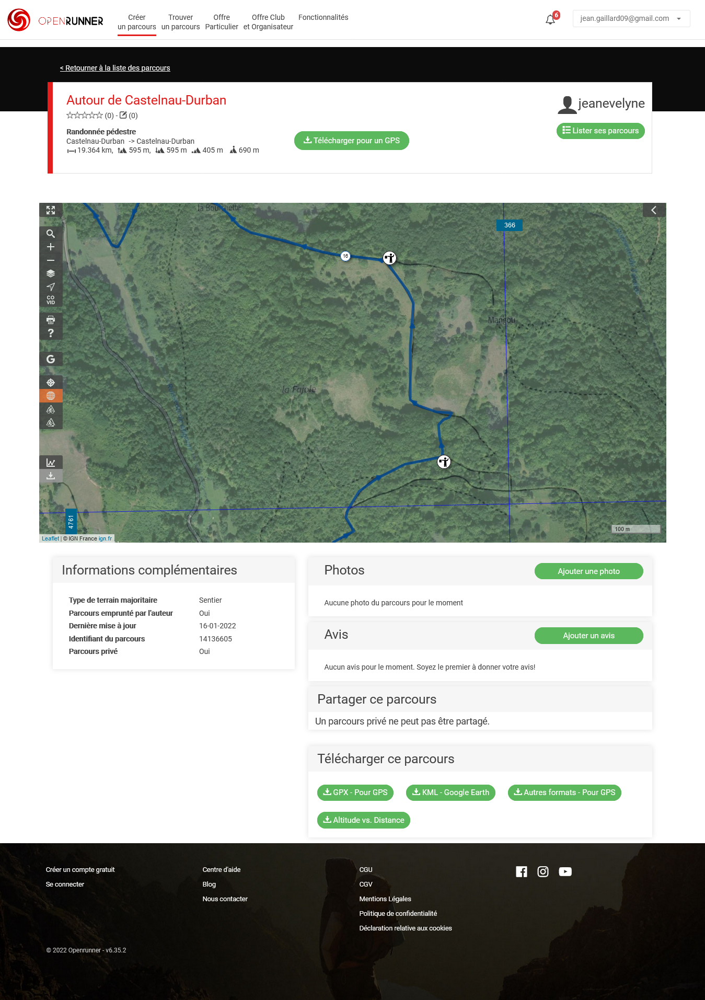 OPENRUNNER
Créer
un parcours
Trouver
un parcours
Offre
Particulier
Offre Club
et Organisateur
Fonctionnalités
6
jean.gaillard09@gmail.com
< Retourner à la liste des parcours
Autour de Castelnau-Durban
(0) - (0)
Randonnée pédestre
Castelnau-Durban -> Castelnau-Durban
19.364 km, 595 m, 595 m 405 m 690 m
Télécharger pour un GPS
jeanevelyne
Lister ses parcours
la Bourchette
366
16
CO
VID
Mangou
la Fajole
4761
Leaflet | © IGN France ign.fr
100 m
Informations complémentaires
Type de terrain majoritaire Sentier
Parcours emprunté par l'auteur Oui
Dernière mise à jour 16-01-2022
Identifiant du parcours 14136605
Parcours privé Oui
Photos
Ajouter une photo
Aucune photo du parcours pour le moment
Avis
Ajouter un avis
Aucun avis pour le moment. Soyez le premier à donner votre avis!
Partager ce parcours
Un parcours privé ne peut pas être partagé.
Télécharger ce parcours
GPX - Pour GPS
KML - Google Earth
Autres formats - Pour GPS
Altitude vs. Distance
Créer un compte gratuit
Se connecter
Centre d'aide
Blog
Nous contacter
CGU
CGV
Mentions Légales
Politique de confidentialité
Déclaration relative aux cookies
© 2022 Openrunner - v6.35.2